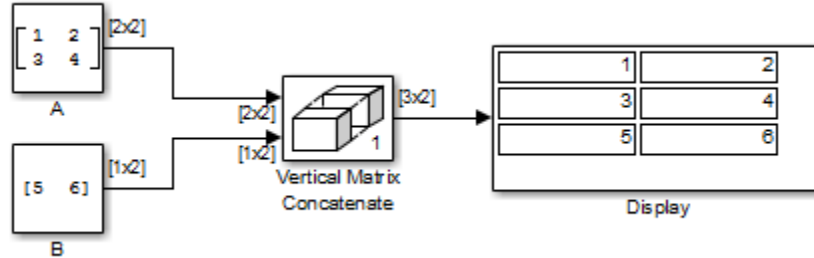 1 2
3 4
[2x2]
A
[5 6]
[1x2]
B
[2x2]
[1x2]
1
Vertical Matrix
Concatenate
[3x2]
1 2
3 4
5 6
Display